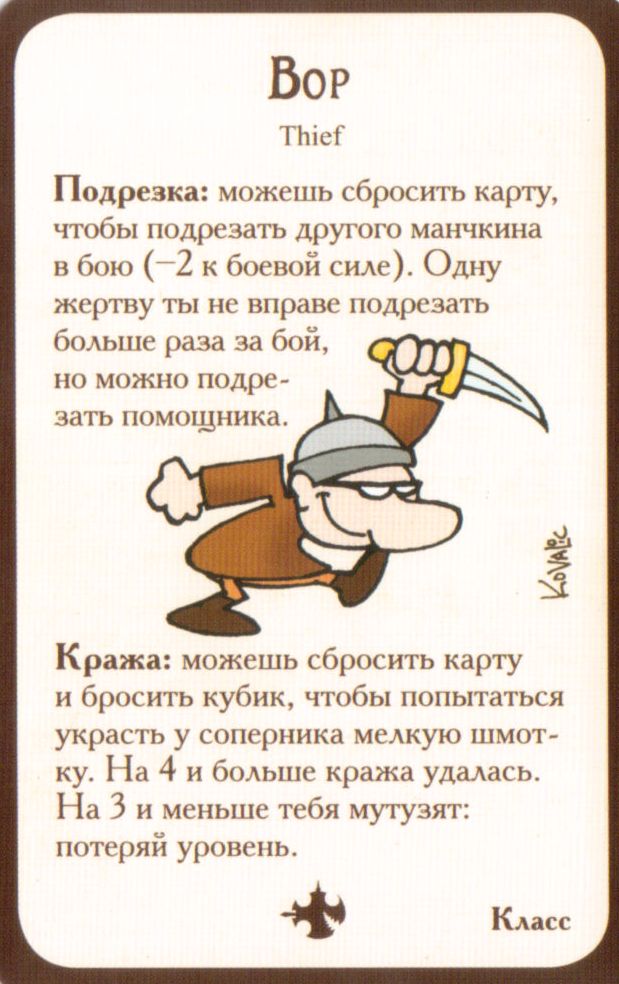 Вор
Thief
Подрезка: можешь сбросить карту,
чтобы подрезать другого манчкина
в бою (−2 к боевой силе). Одну
жертву ты не вправе подрезать
больше раза за бой,
но можно подре-
зать помощника.
Kovalic
Кража: можешь сбросить карту
и бросить кубик, чтобы попытаться
украсть у соперника мелкую шмот-
ку. На 4 и больше кража удалась.
На 3 и меньше тебя мутузят:
потеряй уровень.
Класс